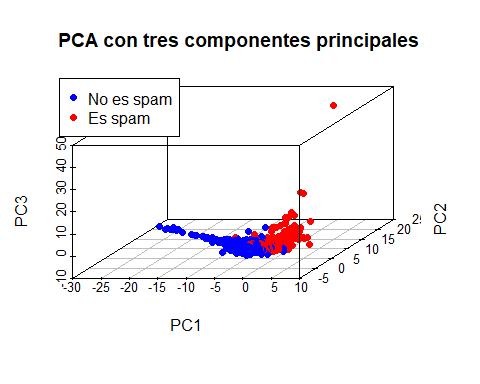 PCA con tres componentes principales
No es spam
Es spam
PC3
-10 0 10 20 30 40 50
-30 -25 -20 -15 -10 -5 0 5 10
PC1
-5 0 5 10 15 20 25
PC2